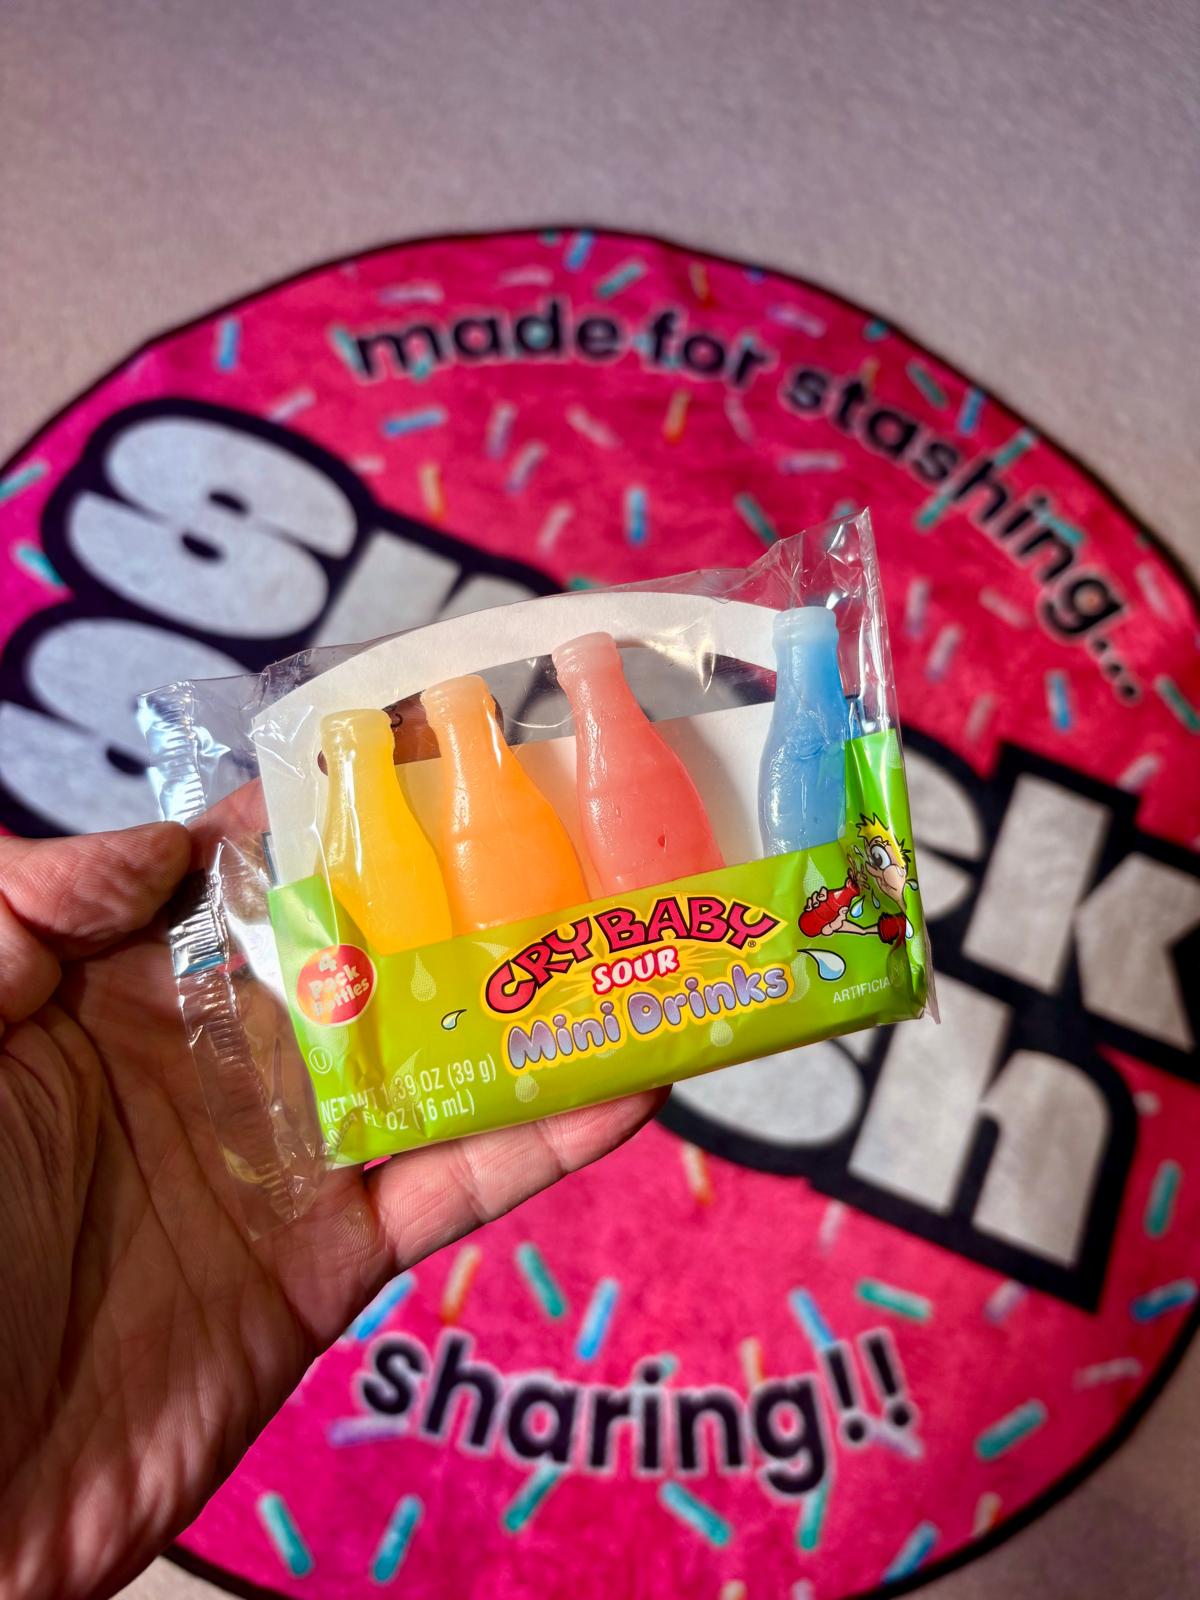 made for stashing...
CRY BABY®
SOUR
Mini Drinks
4
Pack
Bottles
U
ARTIFICIA
NET WT 1.39 OZ (39 g)
FL OZ (16 mL)
sharing!!